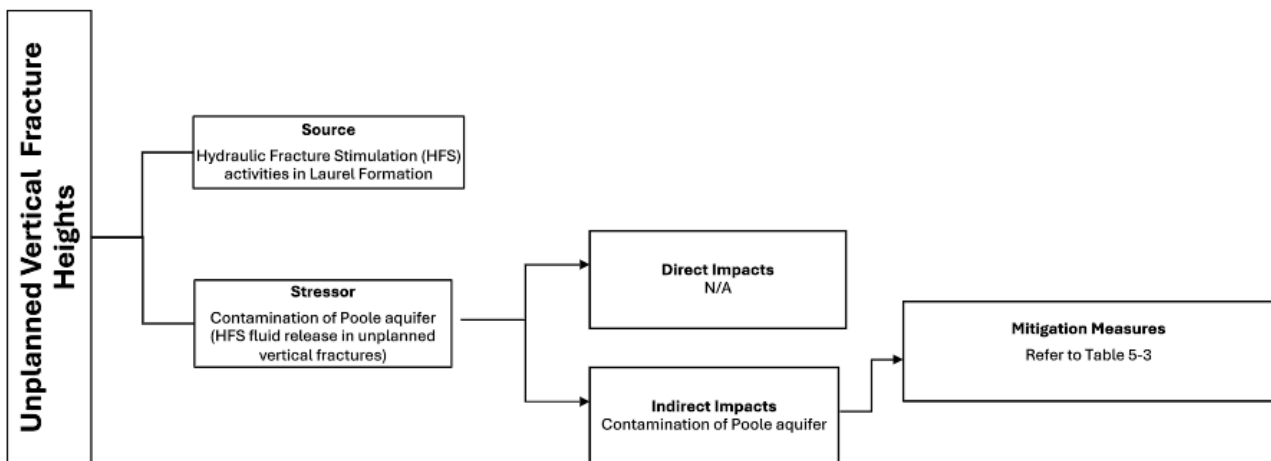 Unplanned Vertical Fracture
Heights
Source
Hydraulic Fracture Stimulation (HFS)
activities in Laurel Formation
Stressor
Contamination of Poole aquifer
(HFS fluid release in unplanned
vertical fractures)
Direct Impacts
N/A
Indirect Impacts
Contamination of Poole aquifer
Mitigation Measures
Refer to Table 5-3